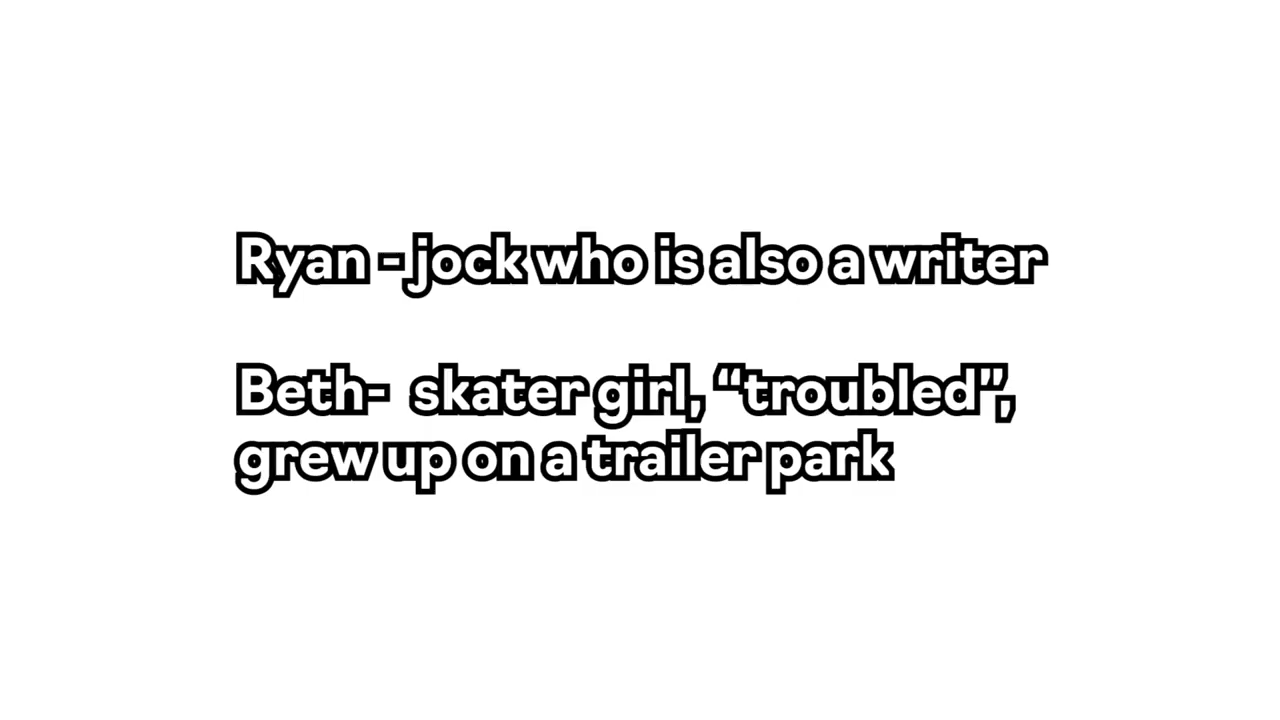 Ryan - jock who is also a writer
Beth-  skater girl, “troubled”,
grew up on a trailer park